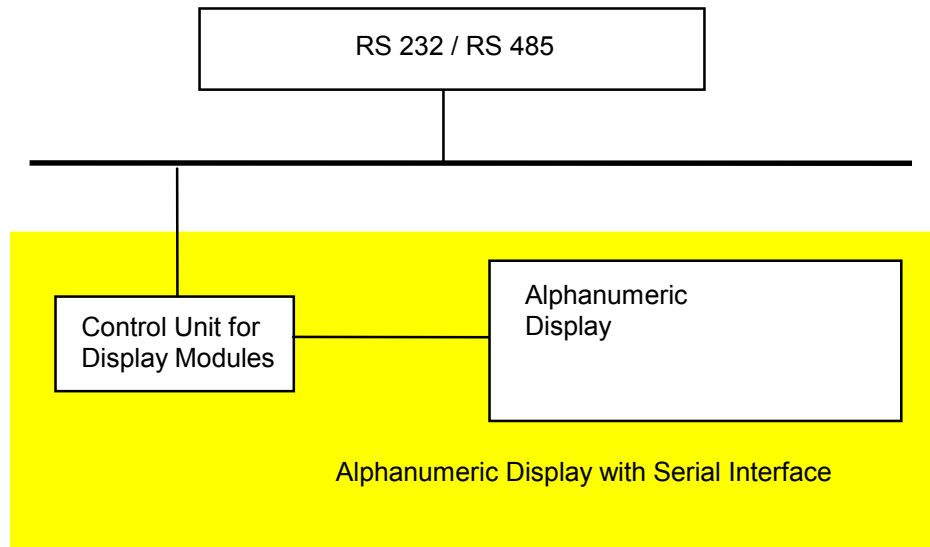 RS 232 / RS 485
Control Unit for
Display Modules
Alphanumeric
Display
Alphanumeric Display with Serial Interface